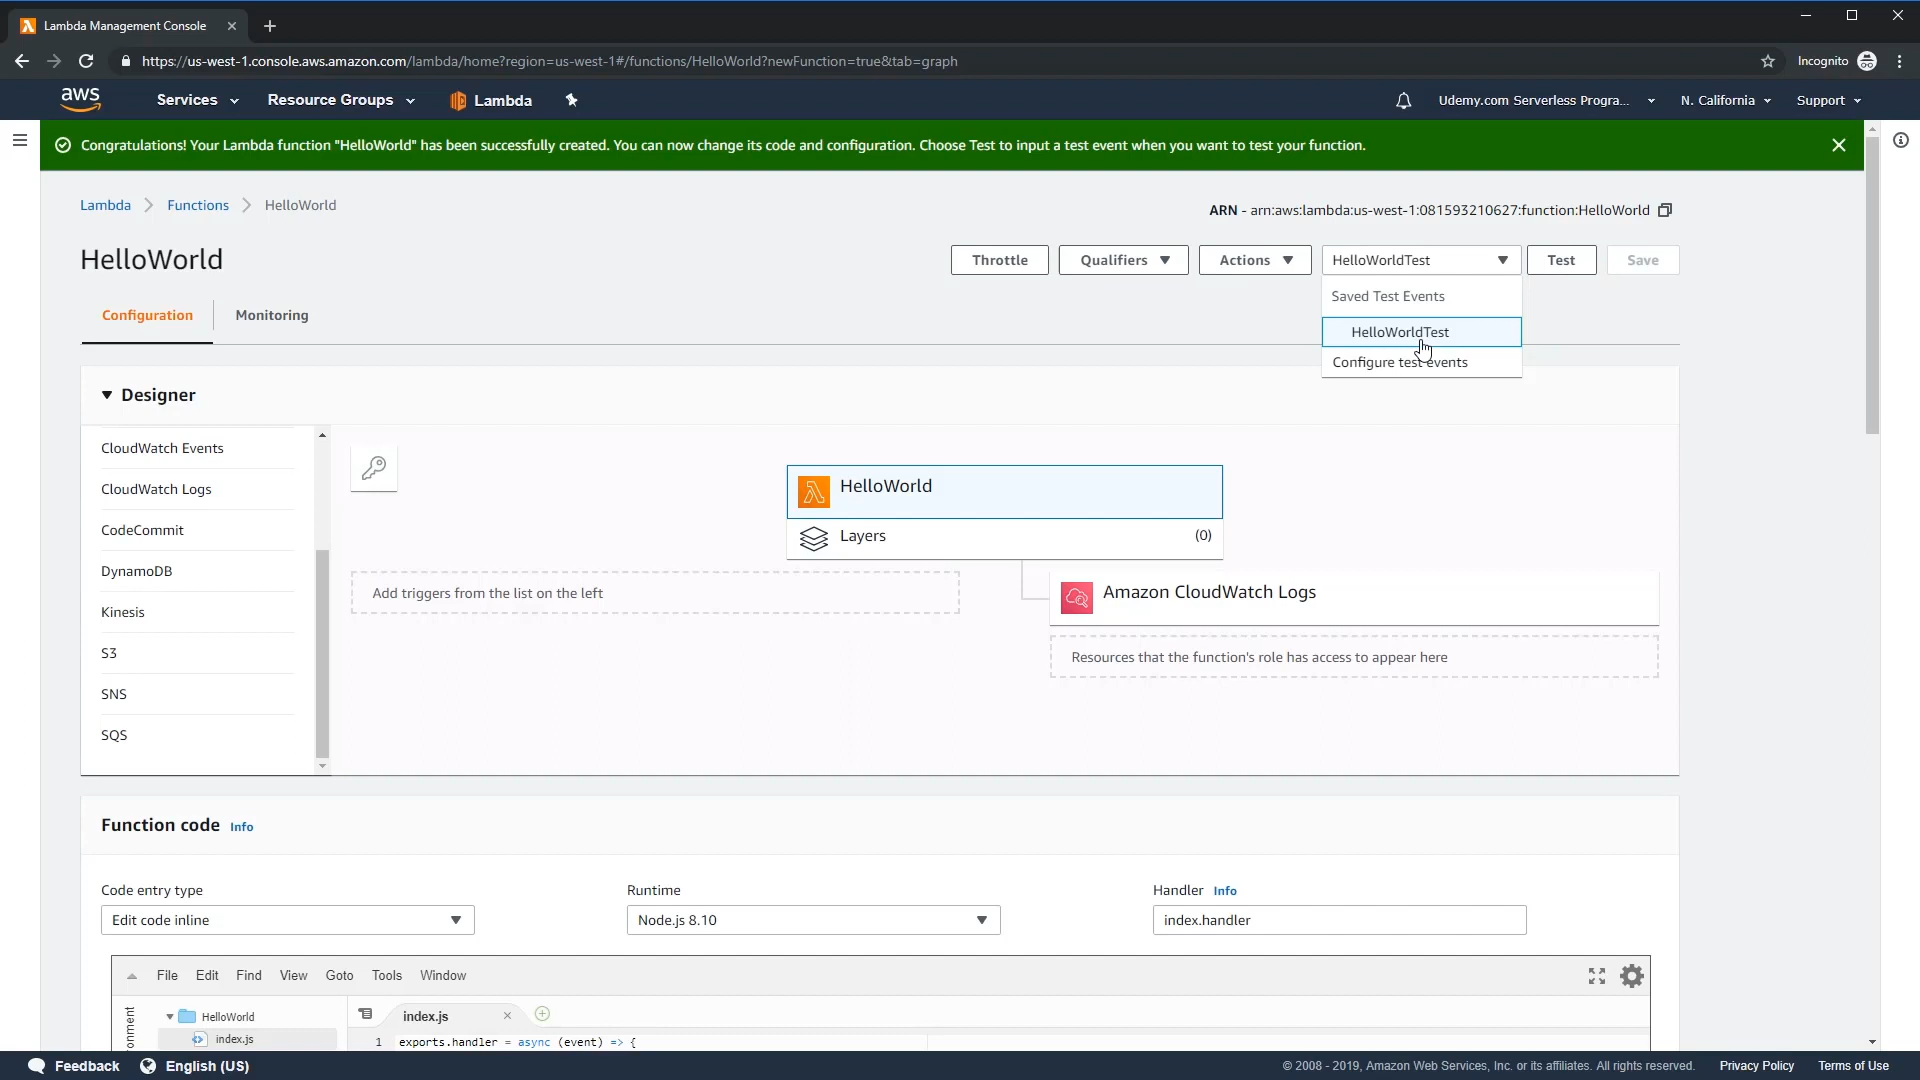 Lambda Management Console
https://us-west-1.console.aws.amazon.com/lambda/home?region=us-west-1#/functions/HelloWorld?newFunction=true&tab=graph
Incognito
aws
Services
Resource Groups
Lambda
Udemy.com Serverless Progra...
N. California
Support
Congratulations! Your Lambda function "HelloWorld" has been successfully created. You can now change its code and configuration. Choose Test to input a test event when you want to test your function.
Lambda
Functions
HelloWorld
ARN - arn:aws:lambda:us-west-1:081593210627:function:HelloWorld
HelloWorld
Throttle
Qualifiers
Actions
HelloWorldTest
Test
Save
Saved Test Events
HelloWorldTest
Configure test events
Configuration
Monitoring
Designer
CloudWatch Events
CloudWatch Logs
CodeCommit
DynamoDB
Kinesis
S3
SNS
SQS
HelloWorld
Layers
(0)
Add triggers from the list on the left
Amazon CloudWatch Logs
Resources that the function's role has access to appear here
Function code Info
Code entry type
Edit code inline
Runtime
Node.js 8.10
Handler Info
index.handler
File Edit Find View Goto Tools Window
onment
HelloWorld
index.js
index.js
1 exports.handler = async (event) => {
Feedback
English (US)
© 2008 - 2019, Amazon Web Services, Inc. or its affiliates. All rights reserved.
Privacy Policy
Terms of Use